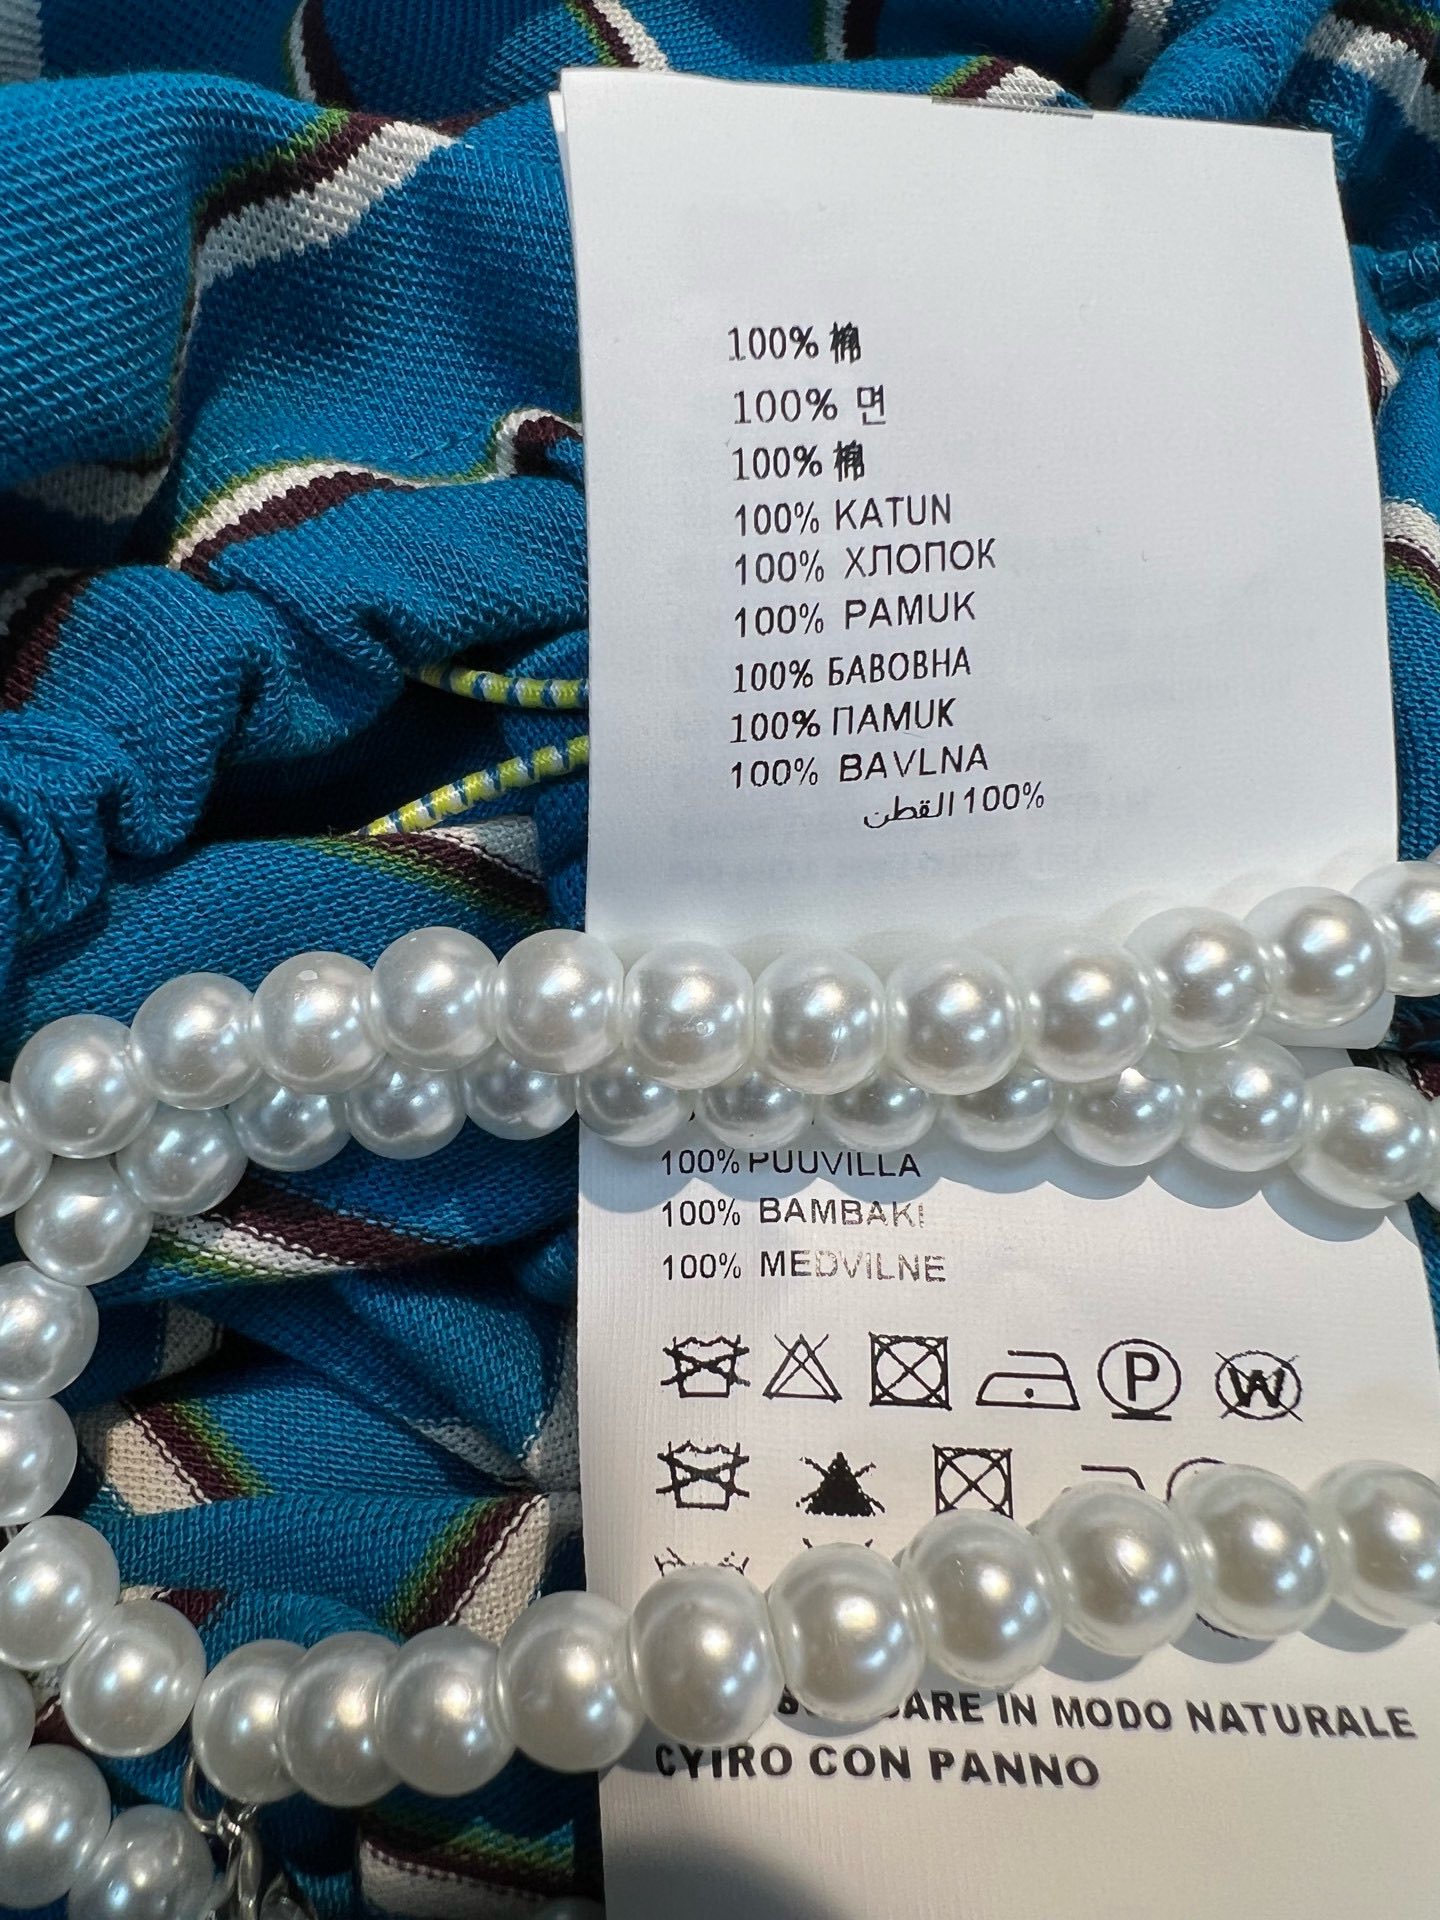 100% 棉
100% 면
100% 棉
100% KATUN
100% ХЛОПОК
100% PAMUK
100% БАВОВНА
100% ПАМUК
100% BAVLNA
100% القطن
100% PUUVILLA
100% BAMBAKI
100% MEDVILNE
P
W
IN MODO NATURALE
CYIRO CON PANNO